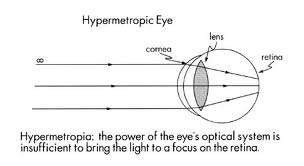 Hypermetropic Eye
lens
cornea
retina
∞
Hypermetropia: the power of the eye's optical system is
insufficient to bring the light to a focus on the retina.